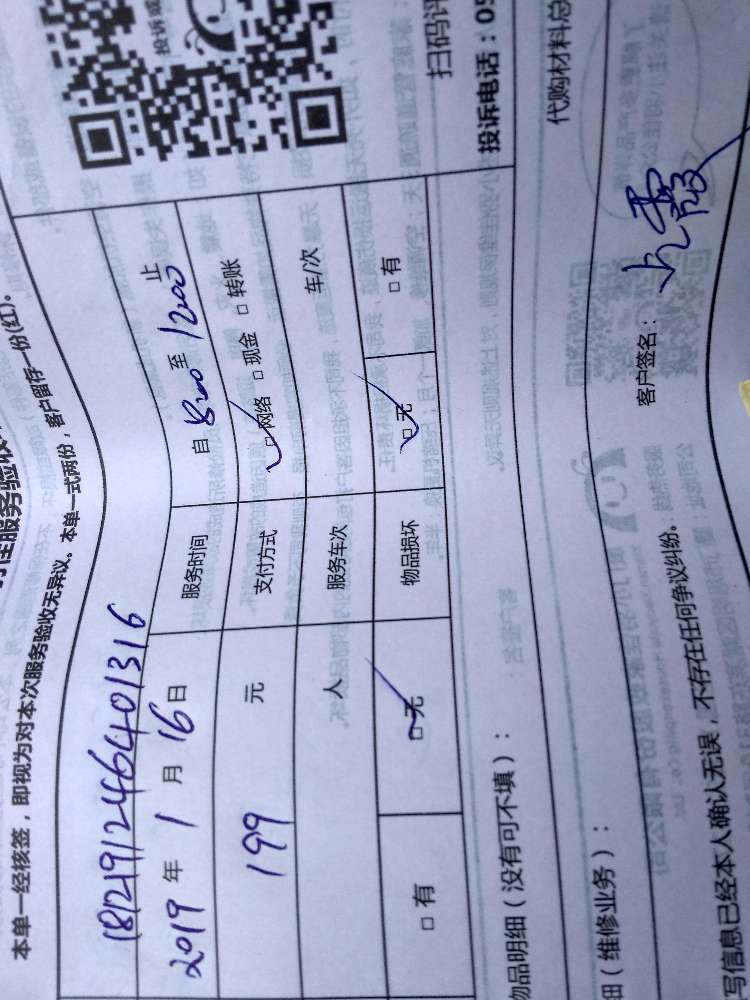 投诉或
扫码评
投诉电话：05
代购材料总
本单一经核签，即视为对本次服务验收无异议。本单一式两份，客户留存一份(红)。
181219124640 1316
2019 年 1 月 16 日 服务时间 自 8:00 至 1200 止
199 元 支付方式 □网络 □现金 □转账
人 服务车次 车/次
□有 □无 物品损坏 □无 □有
物品明细（没有可不填）：
细（维修业务）：
写信息已经本人确认无误，不存在任何争议纠纷。
客户签名：